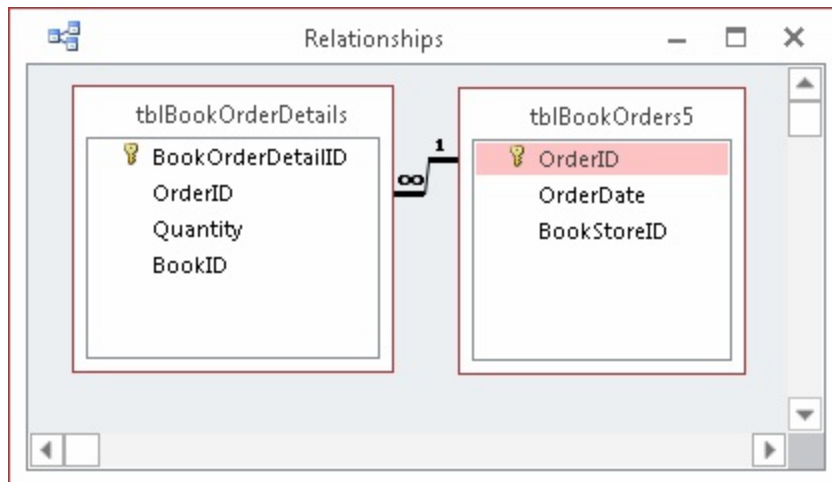 Relationships
tblBookOrderDetails
BookOrderDetailID
OrderID
Quantity
BookID
∞
1
tblBookOrders5
OrderID
OrderDate
BookStoreID